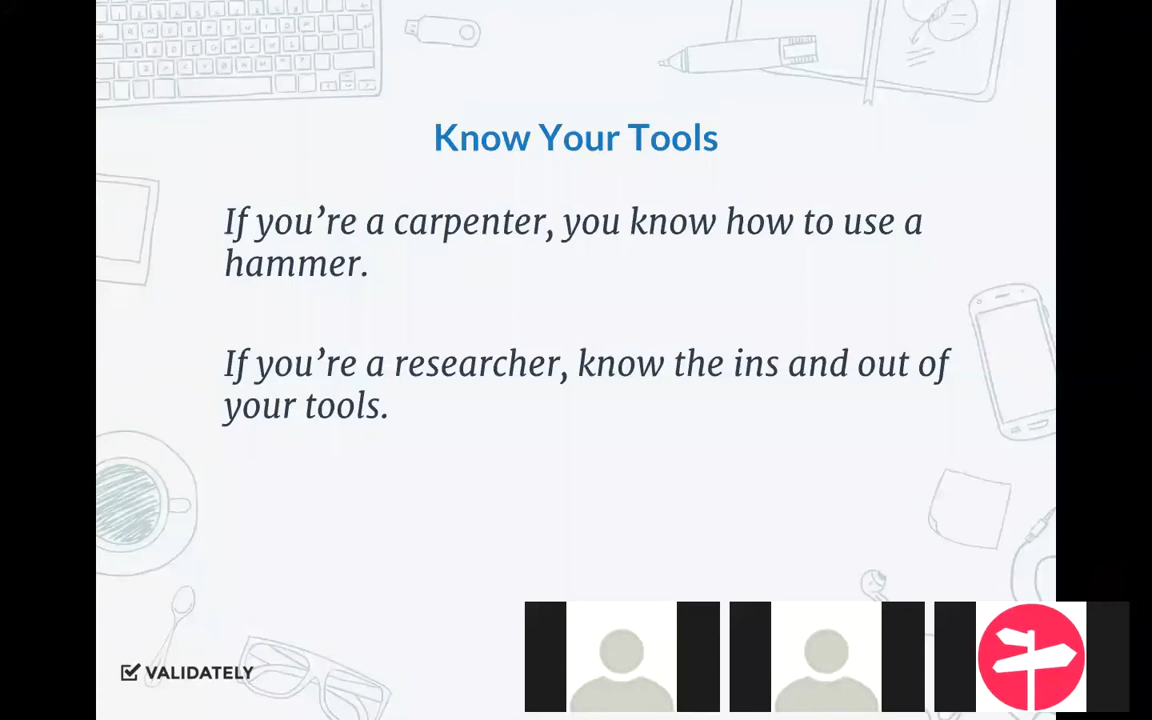 Know Your Tools
If you’re a carpenter, you know how to use a
hammer.
If you’re a researcher, know the ins and out of
your tools.
VALIDATELY